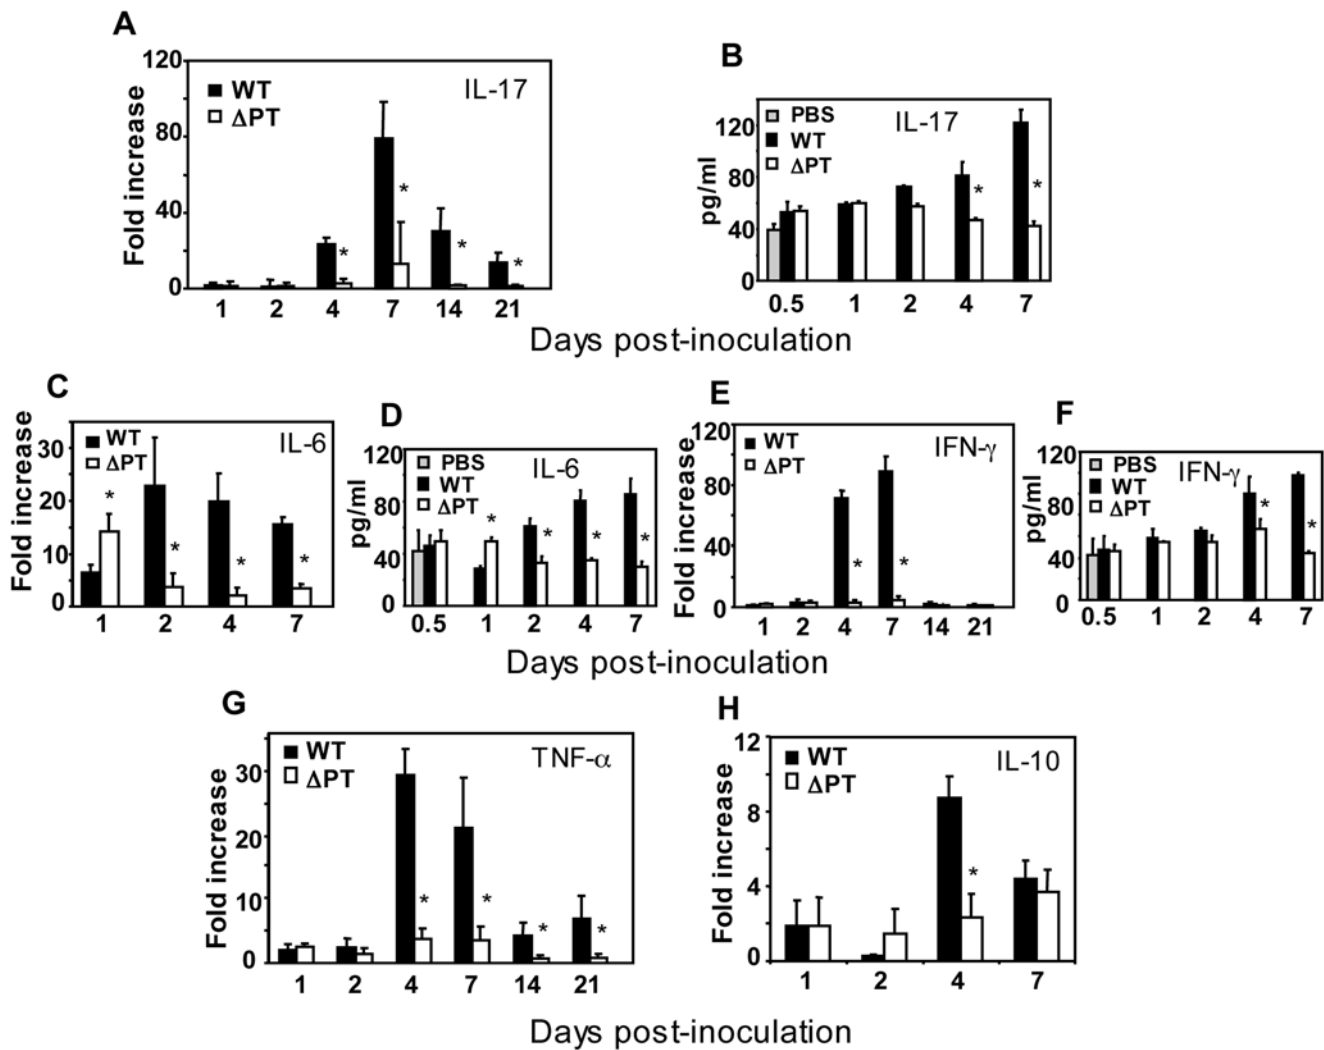 A
120
80
40
0
Fold increase
WT
ΔPT
IL-17
1 2 4 7 14 21
B
120
80
40
0
pg/ml
PBS
WT
ΔPT
IL-17
* * * *
* *
0.5 1 2 4 7
Days post-inoculation
C
30
20
10
0
Fold increase
WT
ΔPT
IL-6
* * * *
1 2 4 7
D
120
80
40
0
pg/ml
PBS
WT
ΔPT
IL-6
* * * *
0.5 1 2 4 7
E
120
80
40
0
Fold increase
WT
ΔPT
IFN-γ
* *
1 2 4 7 14 21
F
120
80
40
0
pg/ml
PBS
WT
ΔPT
IFN-γ
* *
0.5 1 2 4 7
Days post-inoculation
G
30
20
10
0
Fold increase
WT
ΔPT
TNF-α
* * * *
1 2 4 7 14 21
H
12
8
4
0
Fold increase
WT
ΔPT
IL-10
*
1 2 4 7
Days post-inoculation